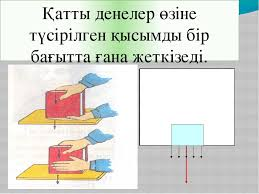 Қатты денелер өзіне
түсірілген қысымды бір
бағытта ғана жеткізеді.